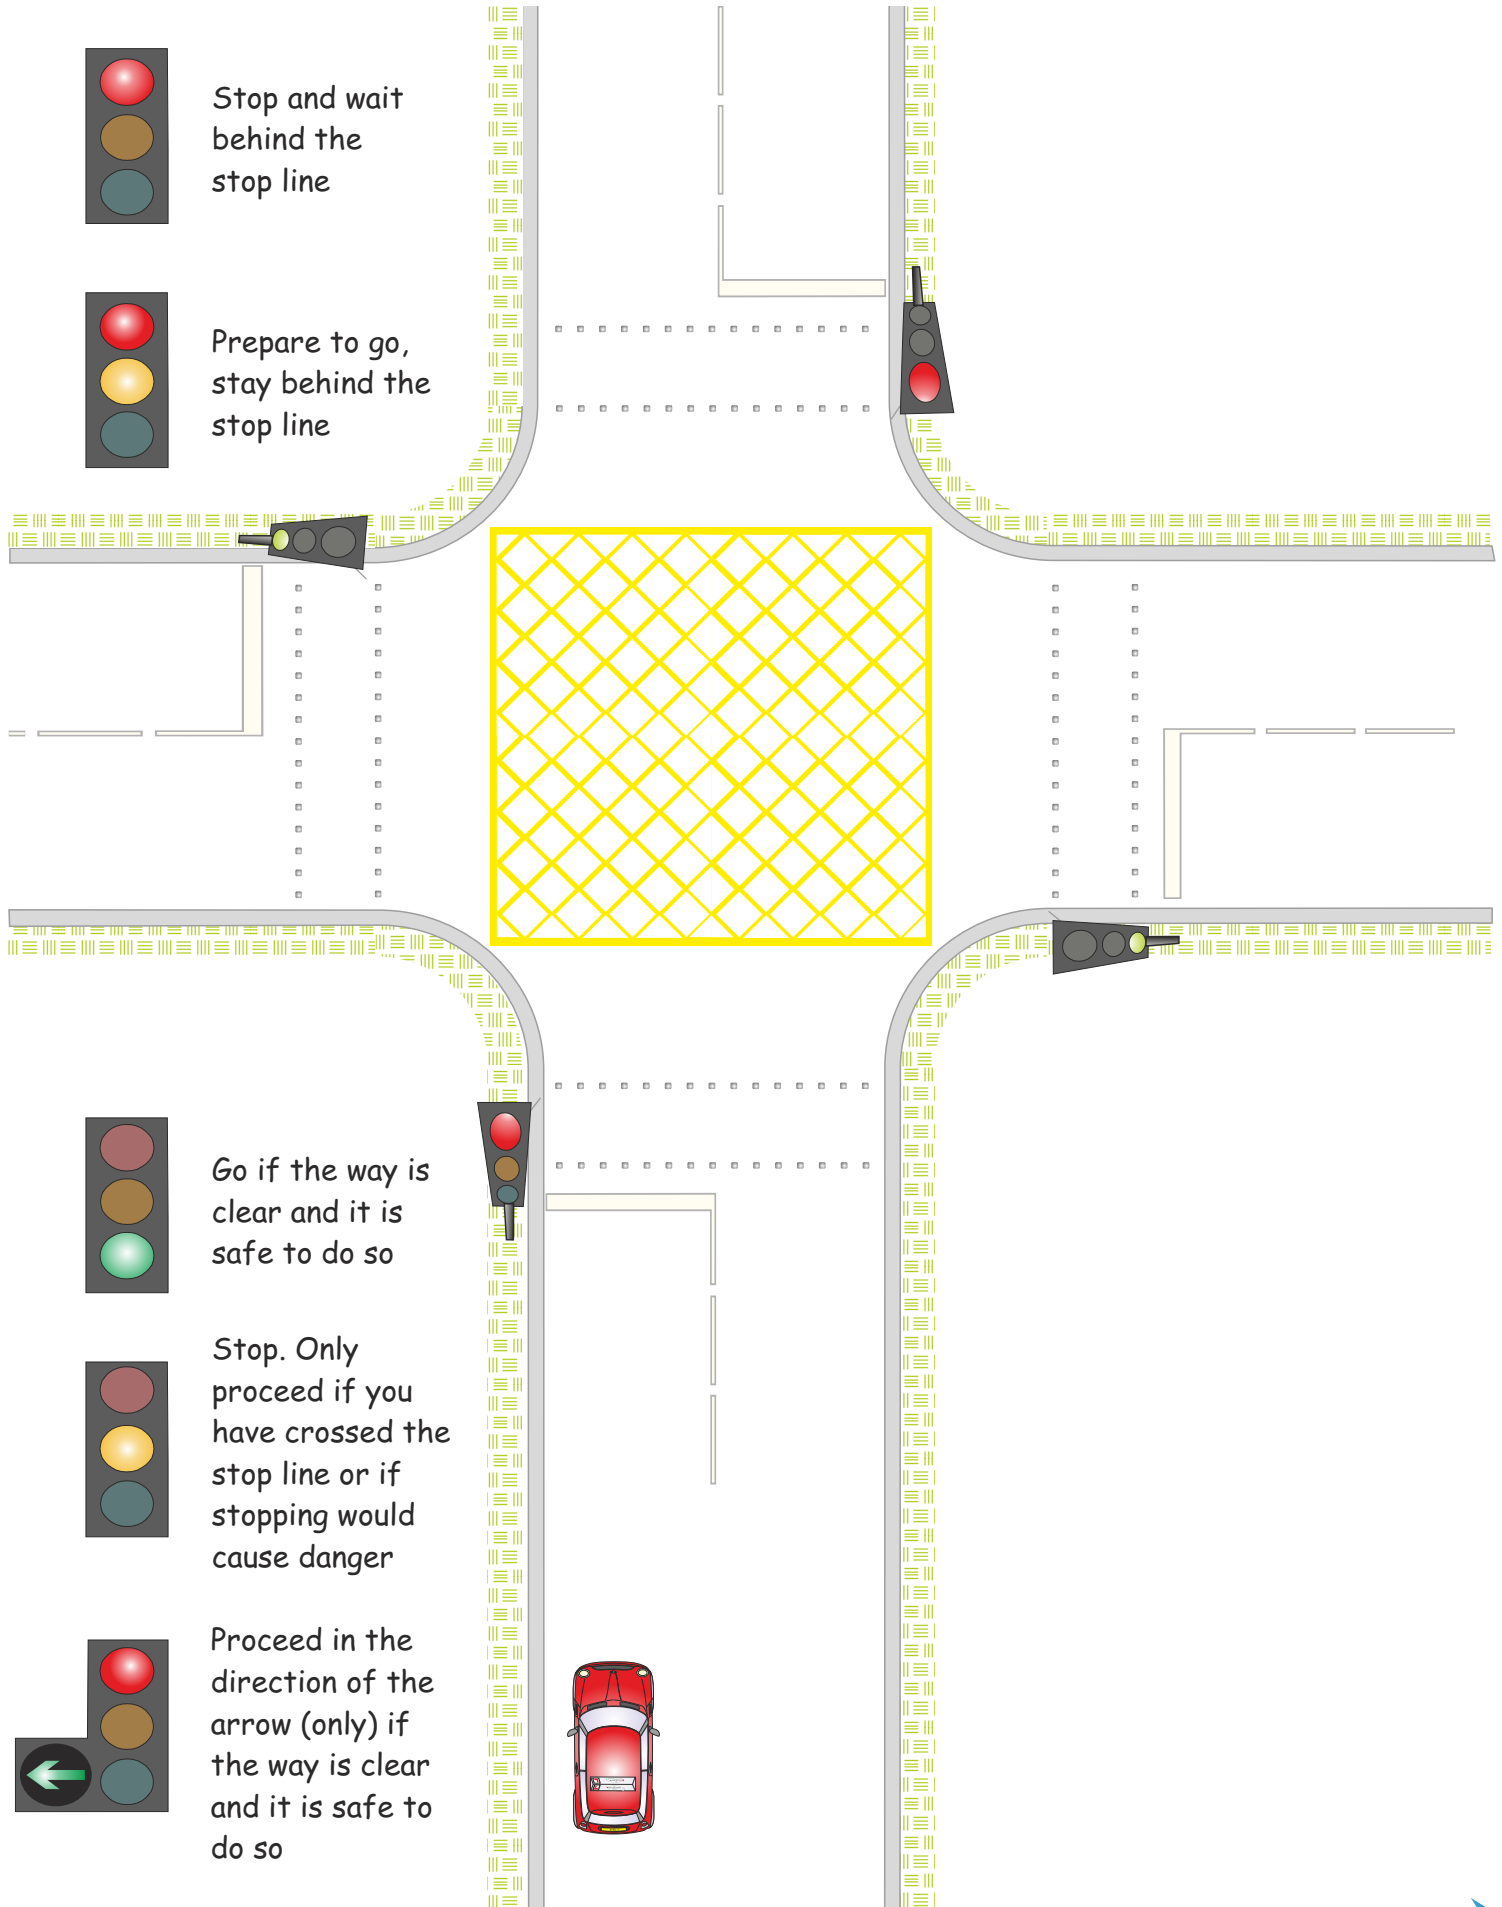 Stop and wait
behind the
stop line
Prepare to go,
stay behind the
stop line
Go if the way is
clear and it is
safe to do so
Stop. Only
proceed if you
have crossed the
stop line or if
stopping would
cause danger
Proceed in the
direction of the
arrow (only) if
the way is clear
and it is safe to
do so